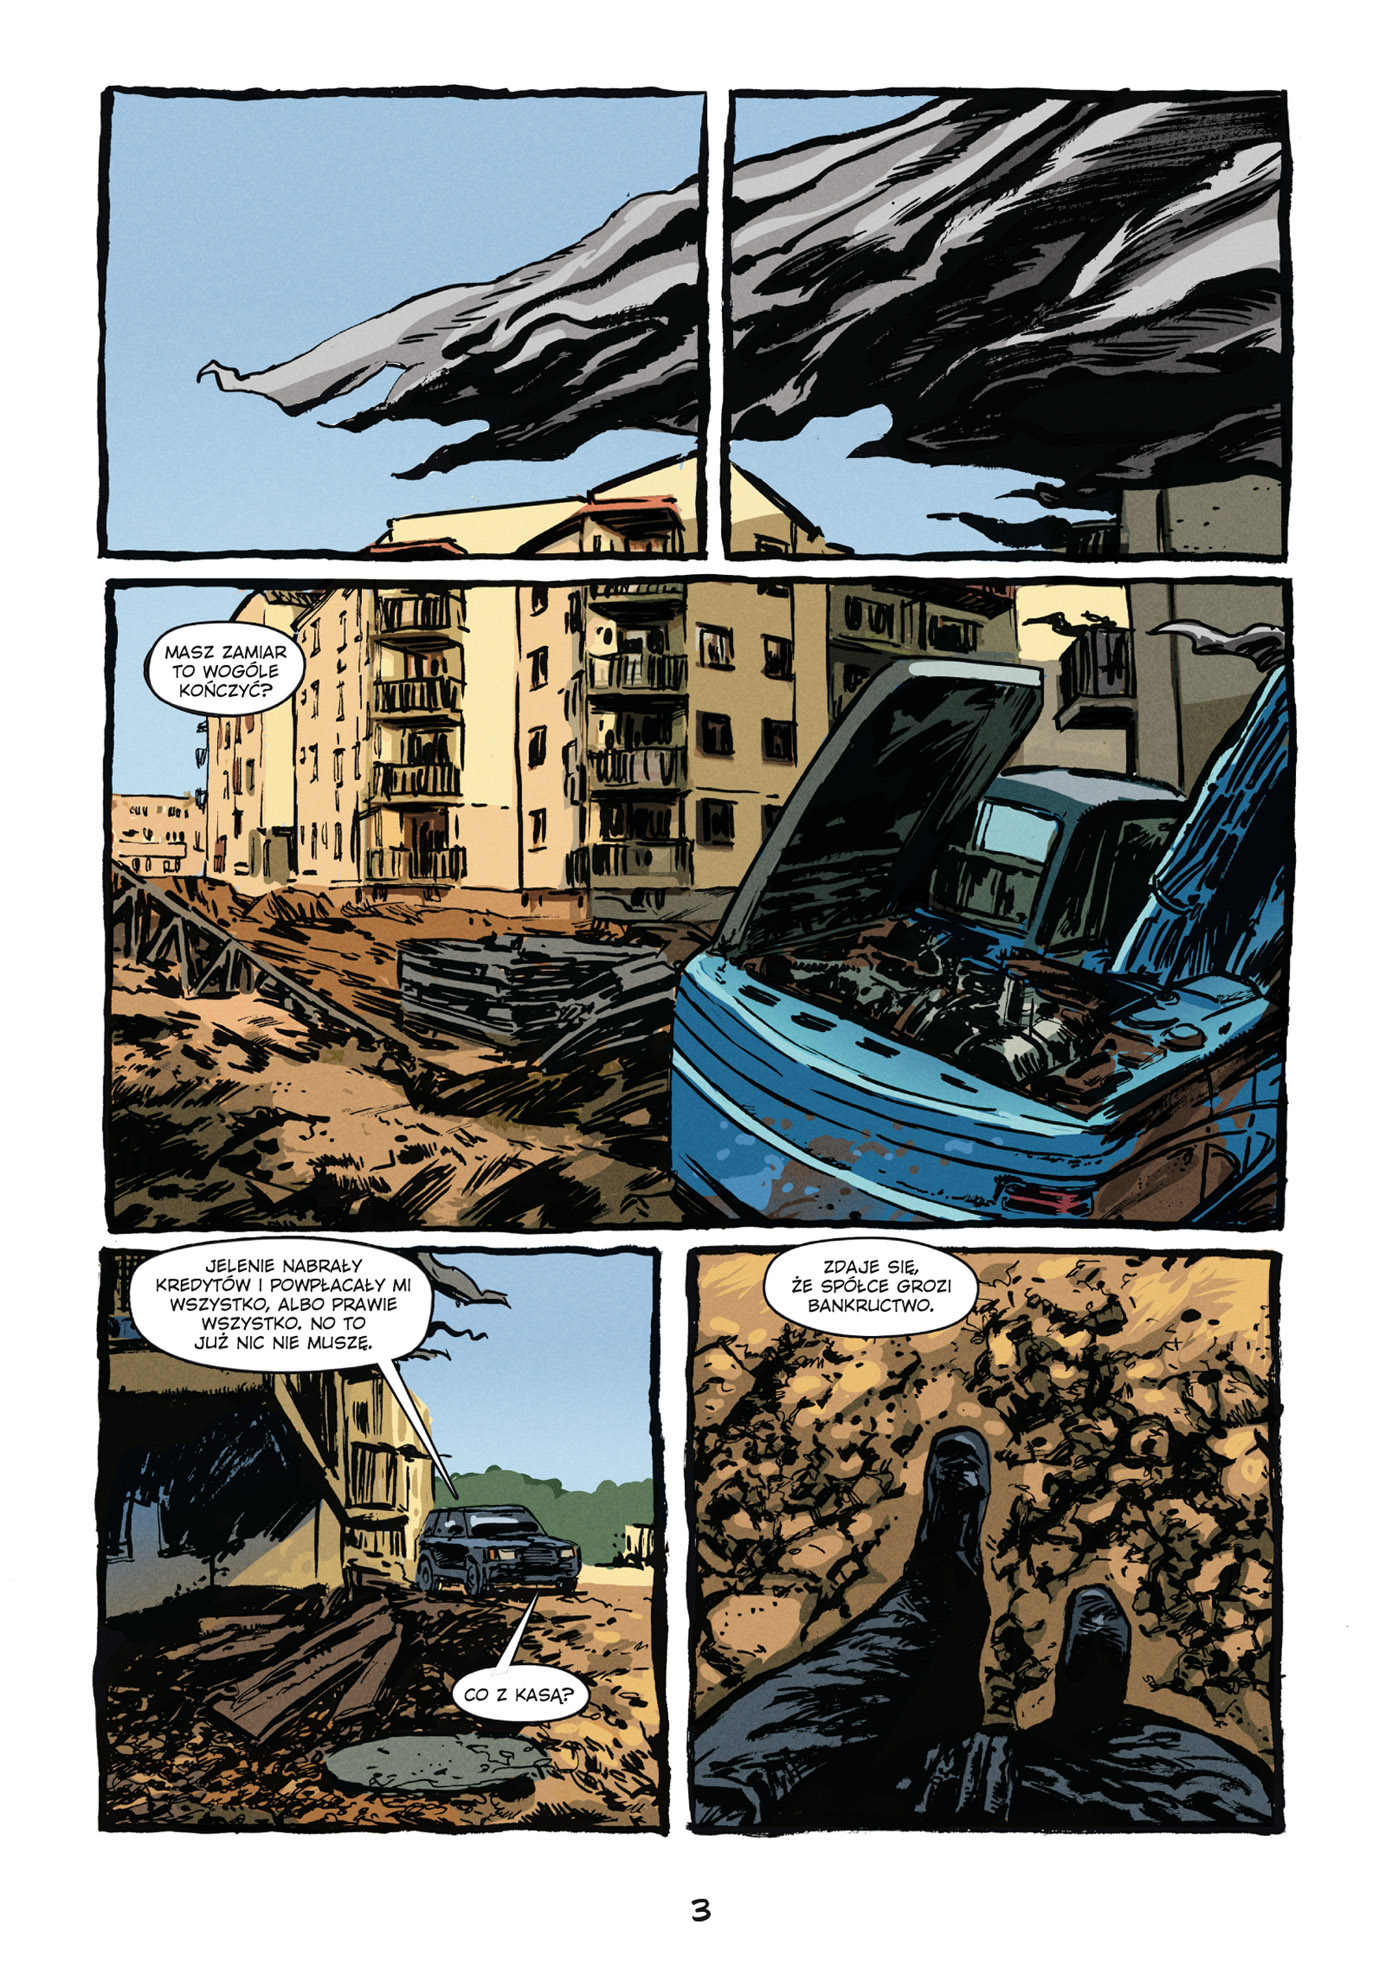 MASZ ZAMIAR
TO WOGÓLE
KOŃCZYĆ?
JELENIE NABRAŁY
KREDYTÓW I POWPŁACAŁY MI
WSZYSTKO, ALBO PRAWIE
WSZYSTKO. NO TO
JUŻ NIC NIE MUSZĘ.
CO Z KASĄ?
ZDAJE SIĘ,
ŻE SPÓŁCE GROZI
BANKRUCTWO.
3